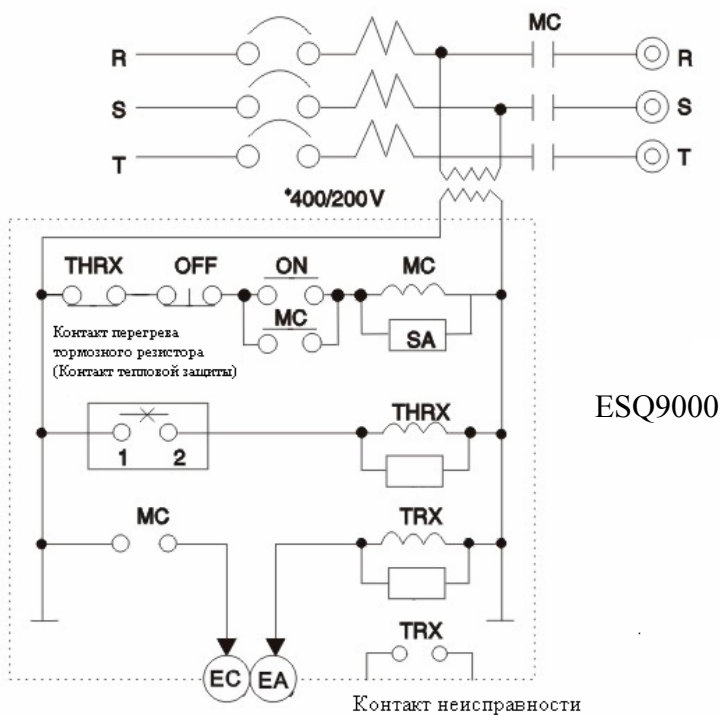 MC
R R
S S
T T
*400/200 V
THRX OFF ON MC
MC
SA
Контакт перегрева
тормозного резистора
(Контакт тепловой защиты)
ESQ9000
THRX
1 2
MC TRX
TRX
EC EA
Контакт неисправности